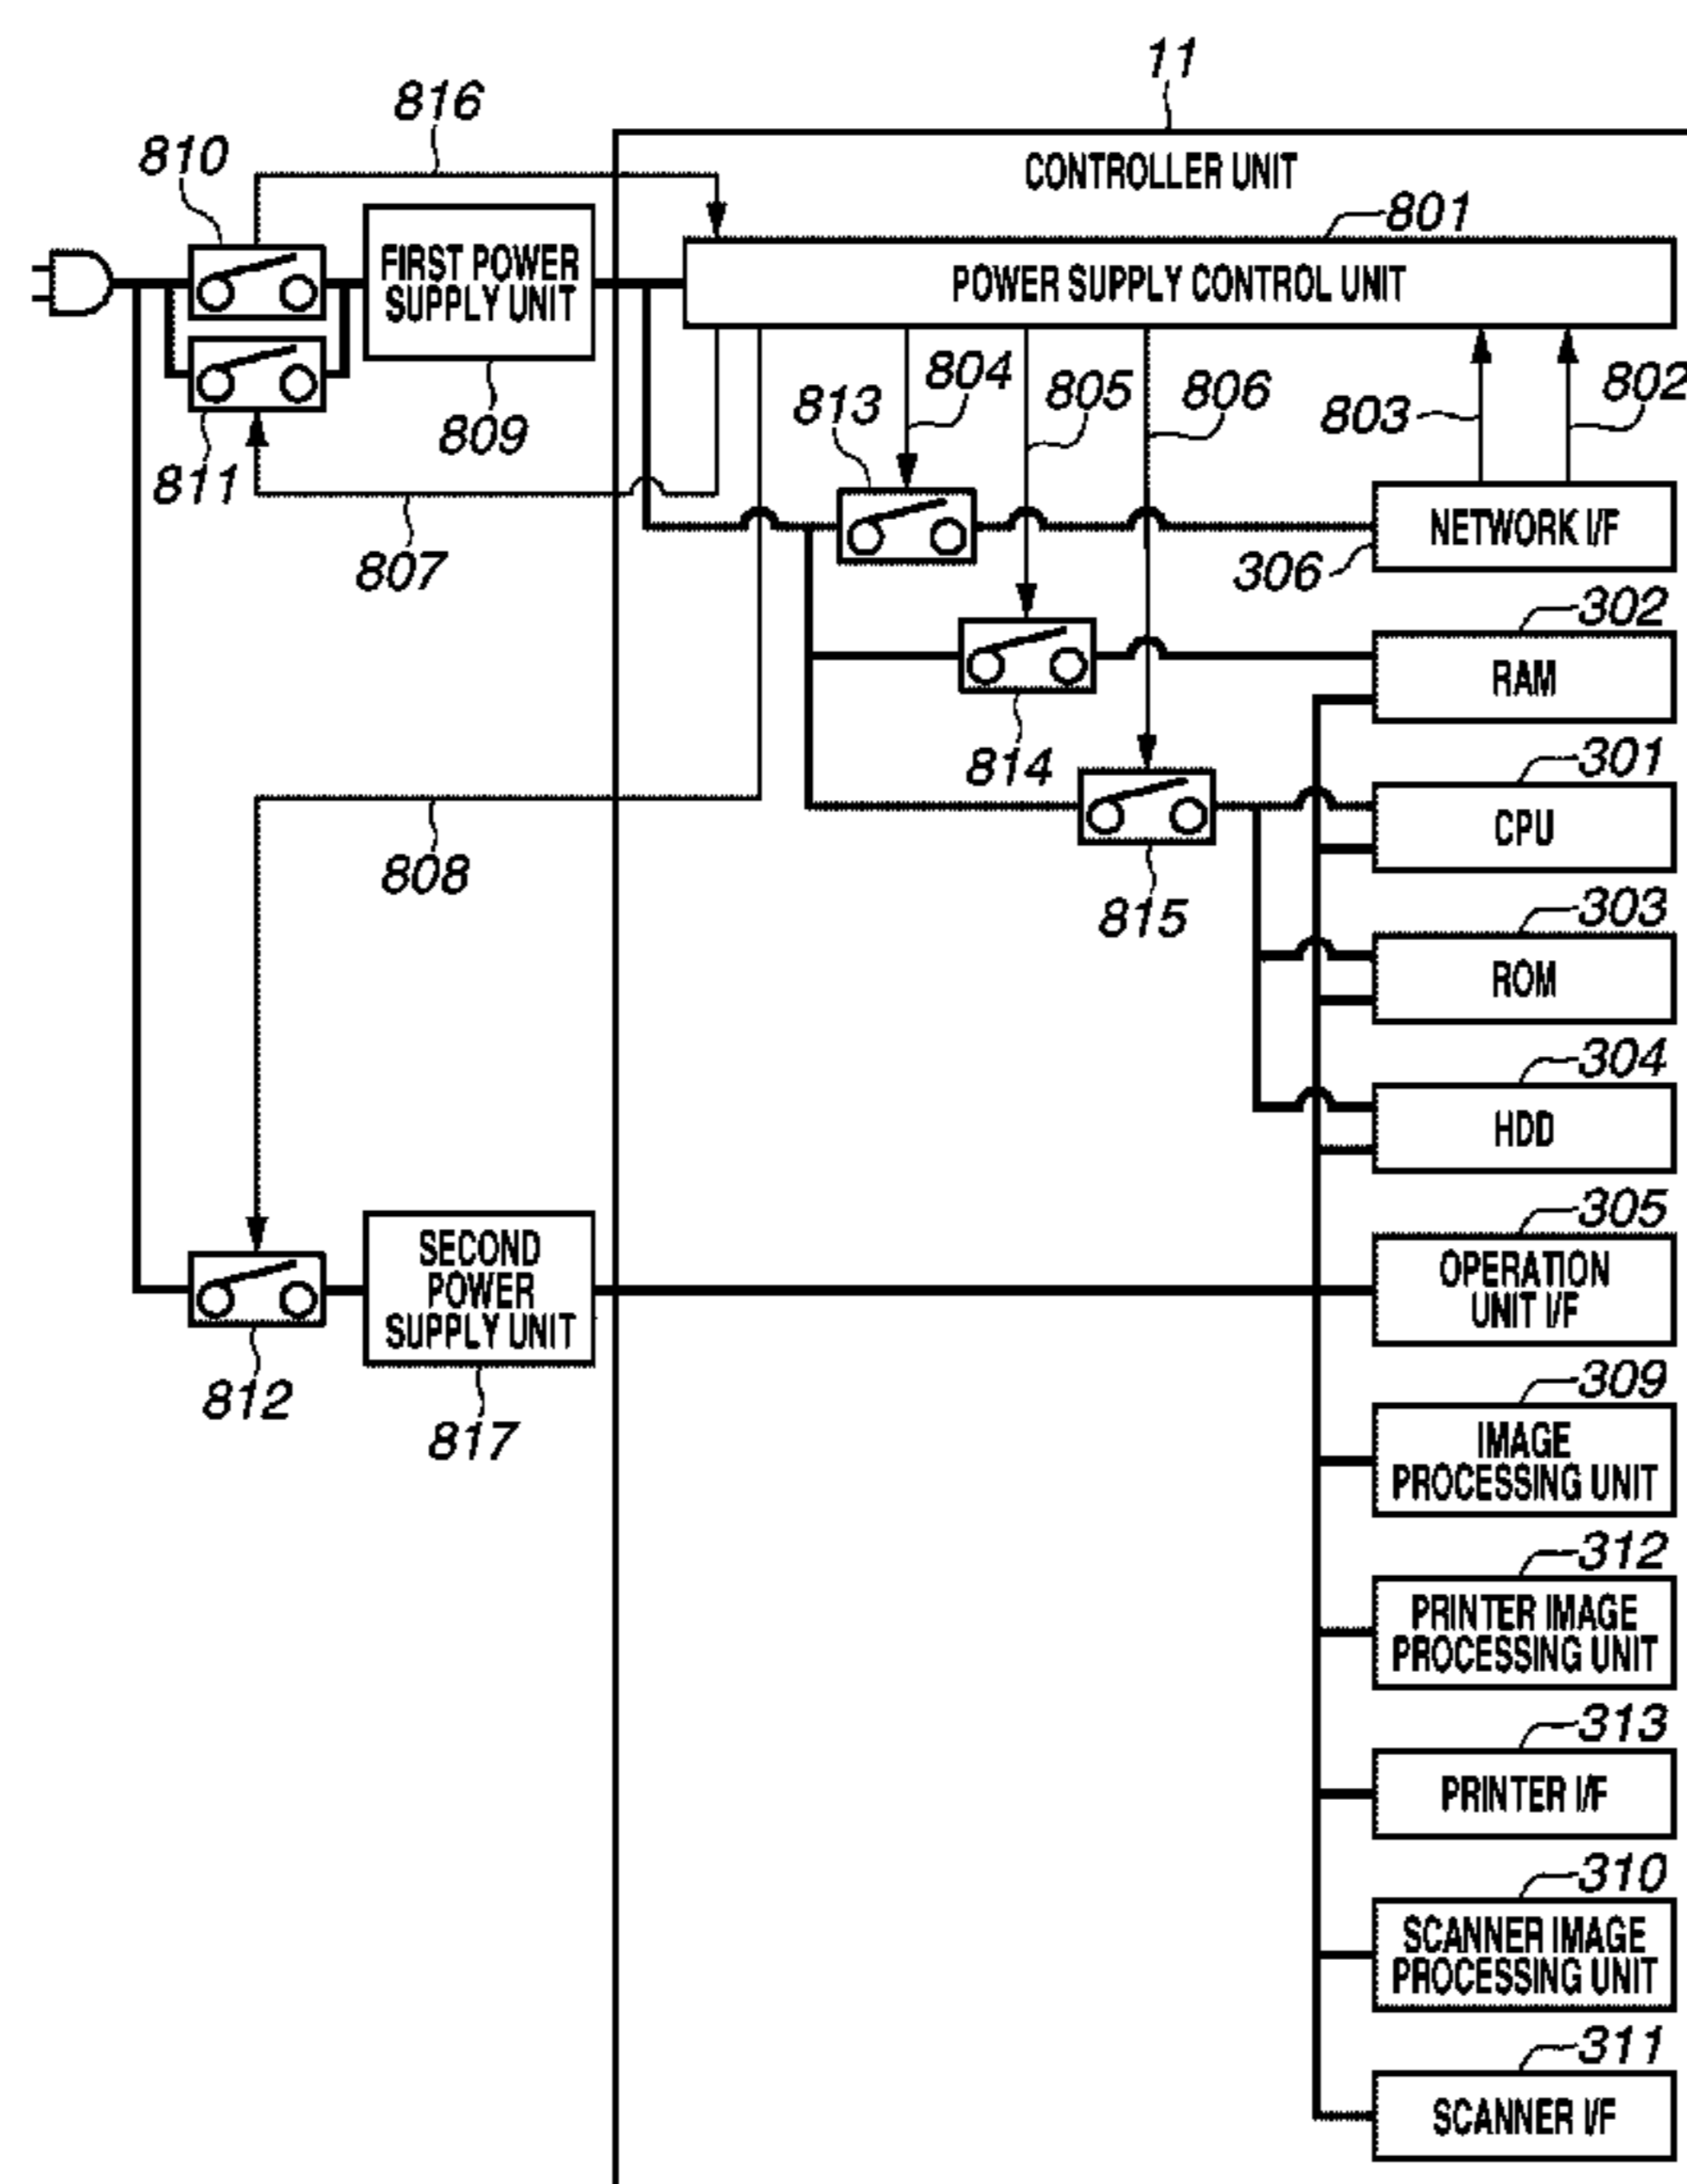 11
816
810
CONTROLLER UNIT
801
FIRST POWER
SUPPLY UNIT
POWER SUPPLY CONTROL UNIT
804
805
806
802
813
803
809
811
807
NETWORK I/F
306
302
RAM
814
301
CPU
808
815
303
ROM
304
HDD
305
SECOND
POWER
SUPPLY UNIT
OPERATION
UNIT I/F
812
817
309
IMAGE
PROCESSING UNIT
312
PRINTER IMAGE
PROCESSING UNIT
313
PRINTER I/F
310
SCANNER IMAGE
PROCESSING UNIT
311
SCANNER I/F